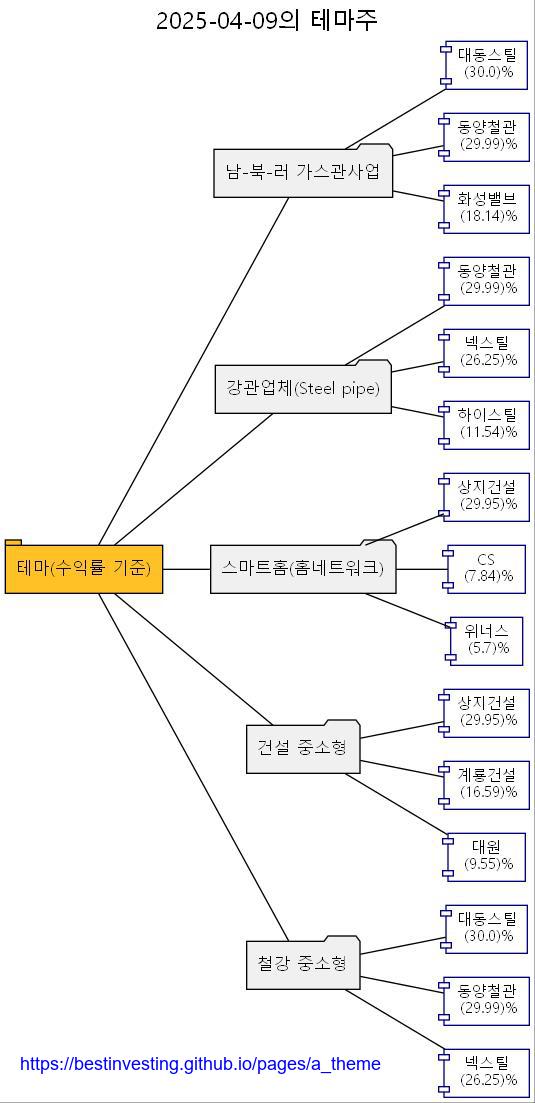 2025-04-09의 테마주
대동스틸
(30.0)%
동양철관
(29.99)%
남-북-러 가스관사업
화성밸브
(18.14)%
동양철관
(29.99)%
넥스틸
(26.25)%
강관업체(Steel pipe)
하이스틸
(11.54)%
상지건설
(29.95)%
테마(수익률 기준)
스마트홈(홈네트워크)
CS
(7.84)%
위너스
(5.7)%
상지건설
(29.95)%
건설 중소형
계룡건설
(16.59)%
대원
(9.55)%
대동스틸
(30.0)%
철강 중소형
동양철관
(29.99)%
넥스틸
(26.25)%
https://bestinvesting.github.io/pages/a_theme